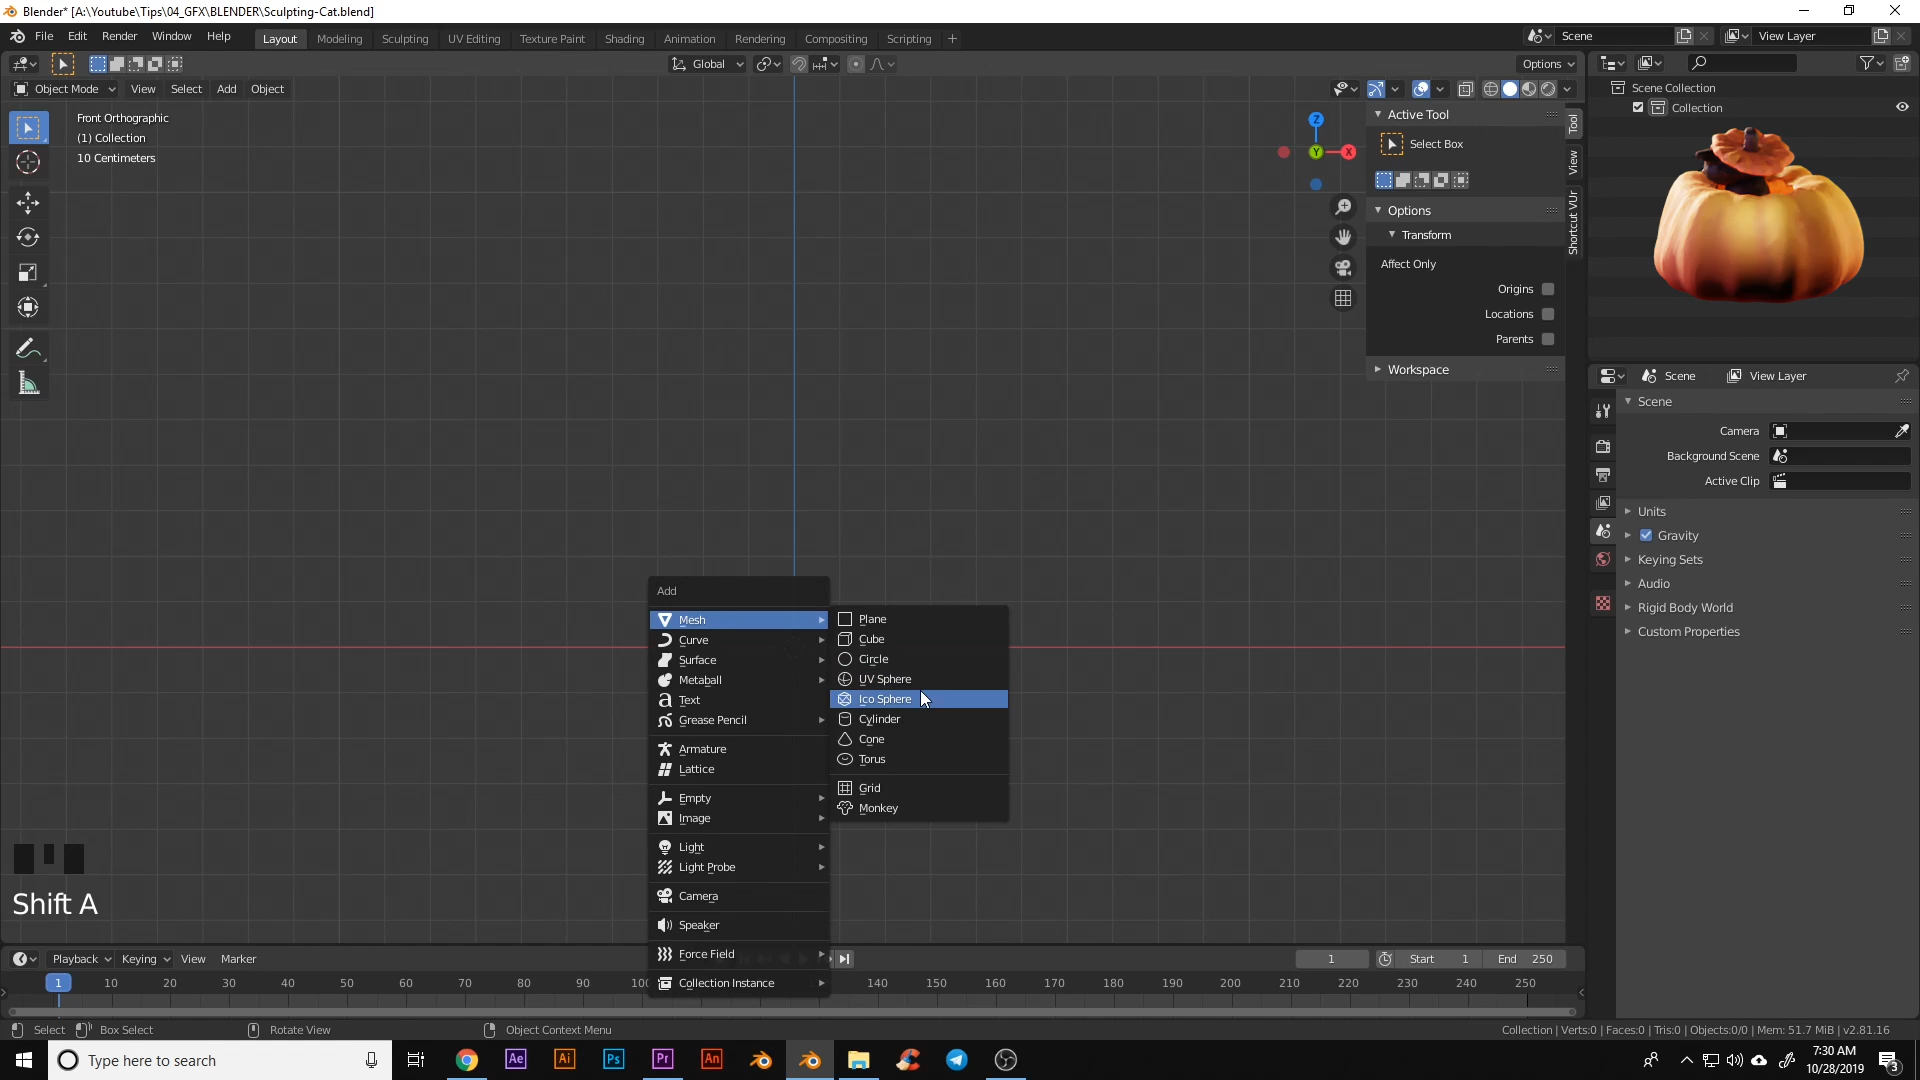 Blender* [A:\Youtube\Tips\04_GFX\BLENDER\Sculpting-Cat.blend]
File Edit Render Window Help Layout Modeling Sculpting UV Editing Texture Paint Shading Animation Rendering Compositing Scripting + Scene View Layer
Global Options
Object Mode View Select Add Object
Scene Collection
Collection
Front Orthographic
(1) Collection
10 Centimeters
Z
Y
X
Active Tool
Select Box
Options
Transform
Affect Only
Origins
Locations
Parents
Workspace
Tool
View
Shortcut VUr
Scene View Layer
Scene
Camera
Background Scene
Active Clip
Units
Gravity
Keying Sets
Audio
Rigid Body World
Custom Properties
Add
Mesh
Curve
Surface
Metaball
Text
Grease Pencil
Armature
Lattice
Empty
Image
Light
Light Probe
Camera
Speaker
Force Field
Collection Instance
Plane
Cube
Circle
UV Sphere
Ico Sphere
Cylinder
Cone
Torus
Grid
Monkey
Shift A
Playback Keying View Marker 1 Start 1 End 250
1 10 20 30 40 50 60 70 80 90 140 150 160 170 180 190 200 210 220 230 240 250
Select Box Select Rotate View Object Context Menu Collection | Verts:0 | Faces:0 | Tris:0 | Objects:0/0 | Mem: 51.7 MiB | v2.81.16
Type here to search Ae Ai Ps Pr An 7:30 AM
10/28/2019 3